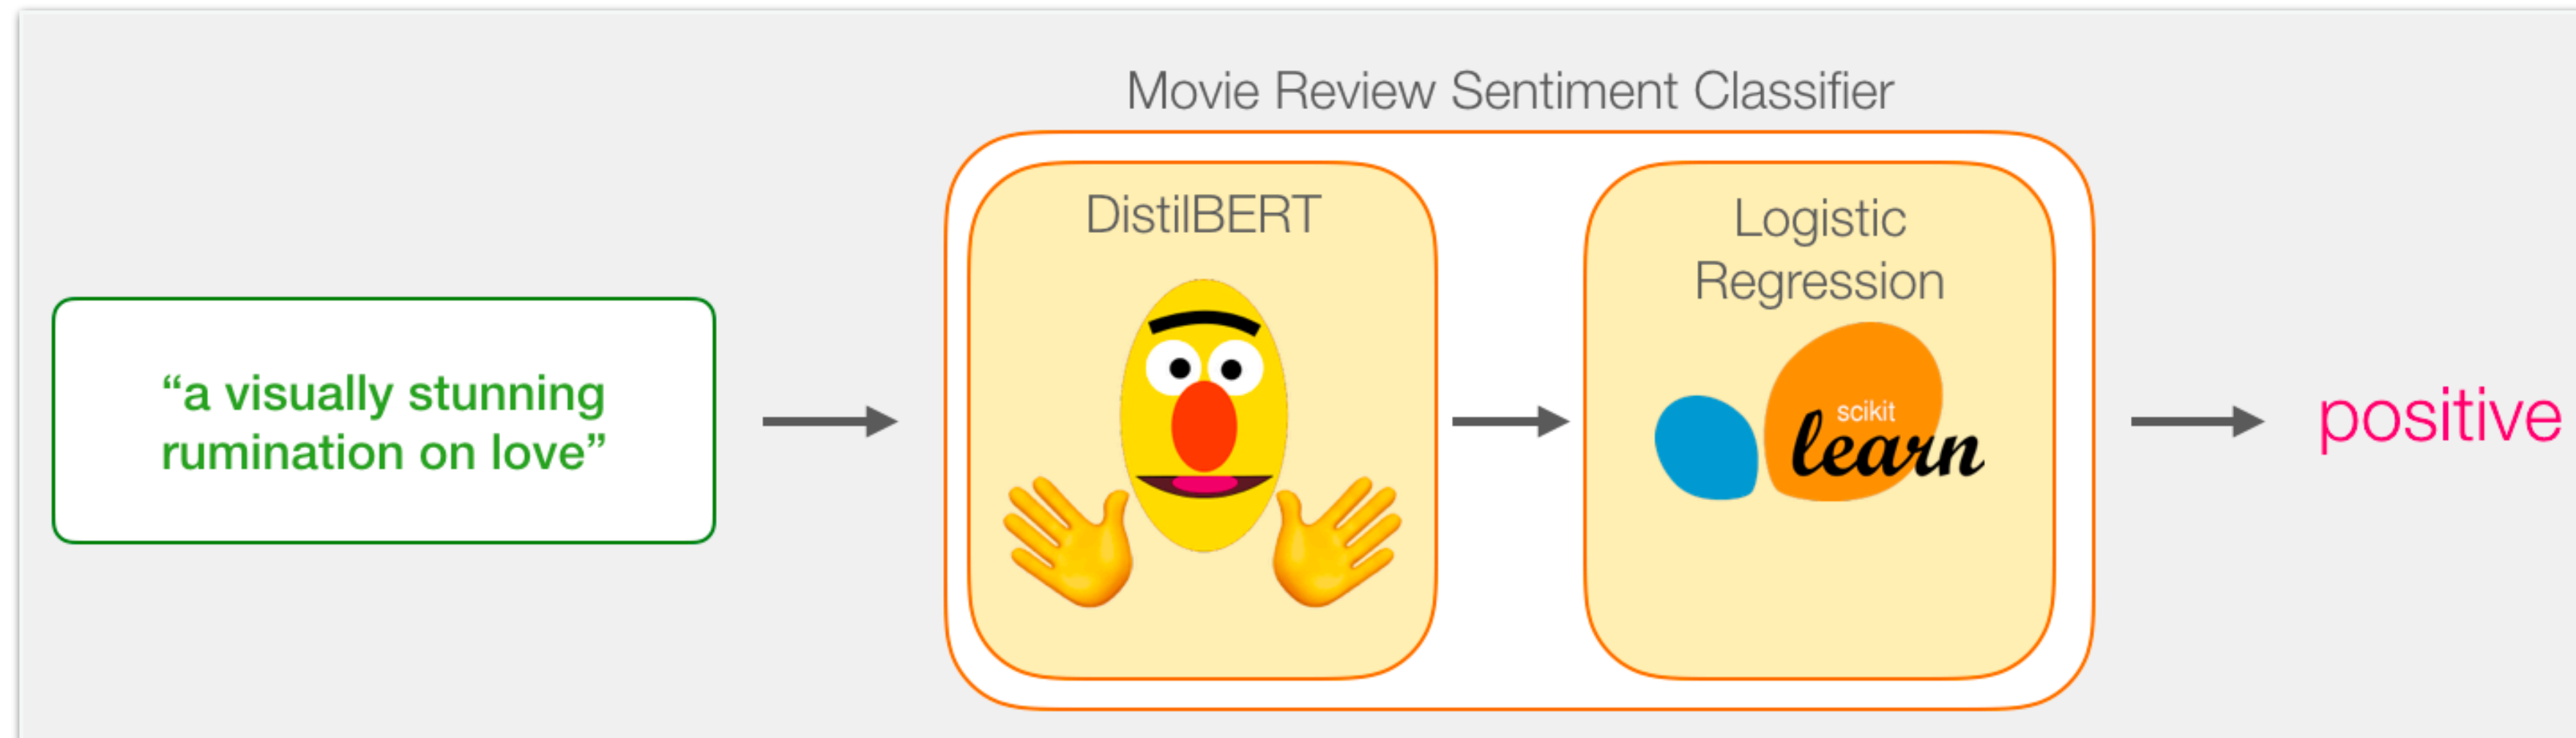 Movie Review Sentiment Classifier
“a visually stunning
rumination on love”
DistilBERT
Logistic
Regression
scikit
learn
positive